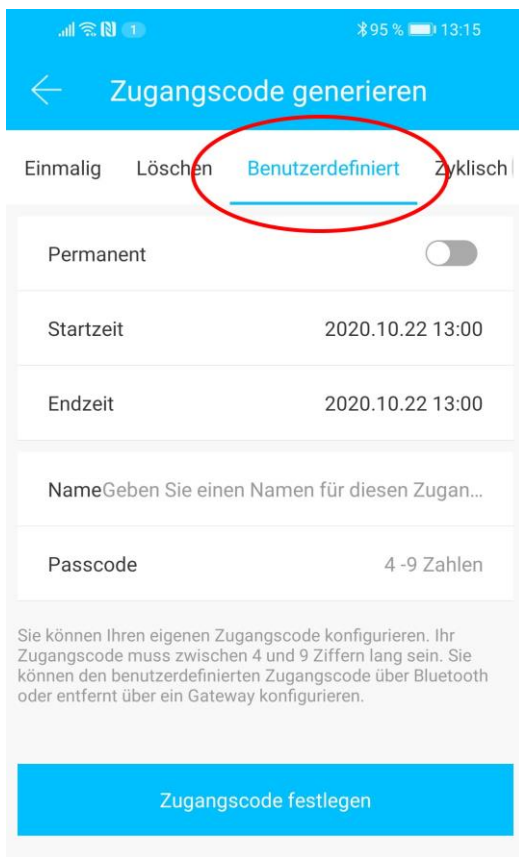 1 95 % 13:15
Zugangscode generieren
Einmalig Löschen Benutzerdefiniert Zyklisch
Permanent
Startzeit 2020.10.22 13:00
Endzeit 2020.10.22 13:00
NameGeben Sie einen Namen für diesen Zugan...
Passcode 4 -9 Zahlen
Sie können Ihren eigenen Zugangscode konfigurieren. Ihr
Zugangscode muss zwischen 4 und 9 Ziffern lang sein. Sie
können den benutzerdefinierten Zugangscode über Bluetooth
oder entfernt über ein Gateway konfigurieren.
Zugangscode festlegen